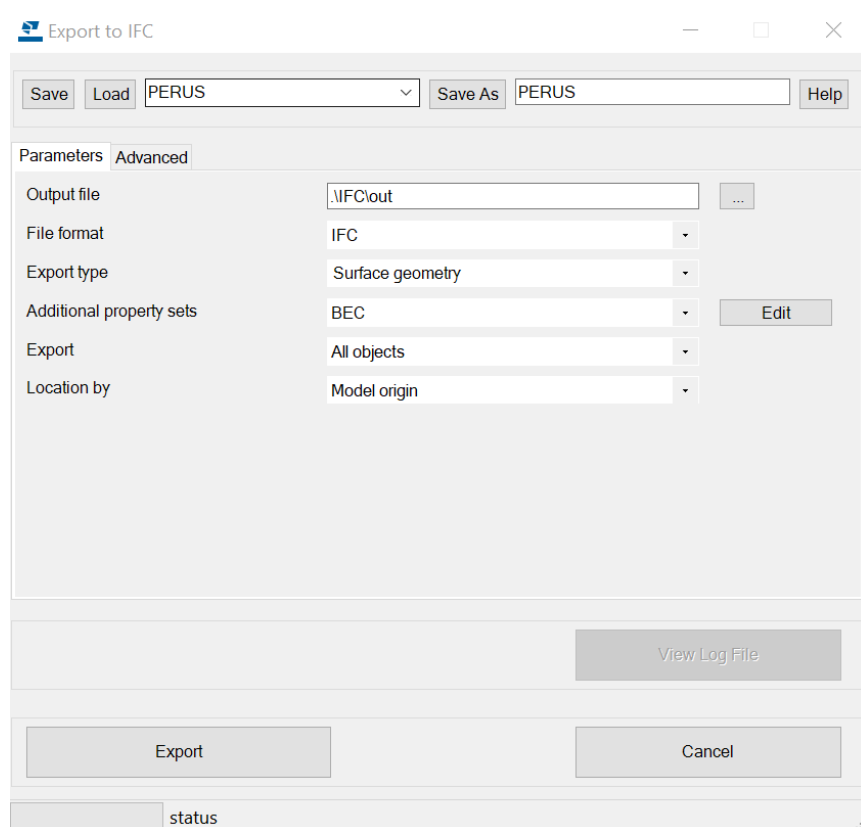 Export to IFC
Save Load PERUS Save As PERUS Help
Parameters Advanced
Output file .\IFC\out ...
File format IFC
Export type Surface geometry
Additional property sets BEC Edit
Export All objects
Location by Model origin
View Log File
Export Cancel
status